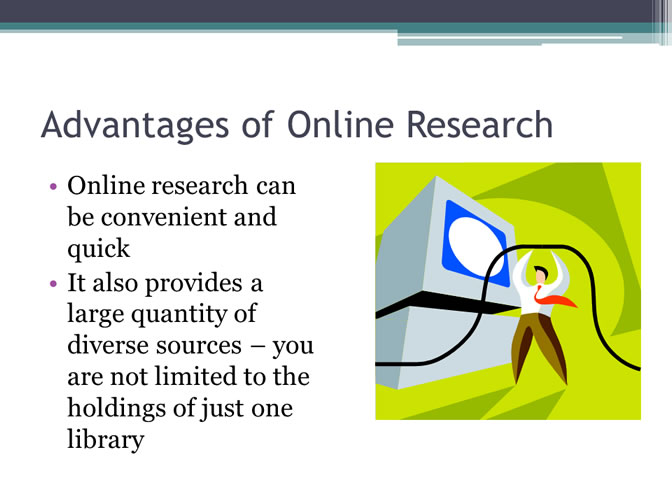 Advantages of Online Research
• Online research can
be convenient and
quick
• It also provides a
large quantity of
diverse sources – you
are not limited to the
holdings of just one
library